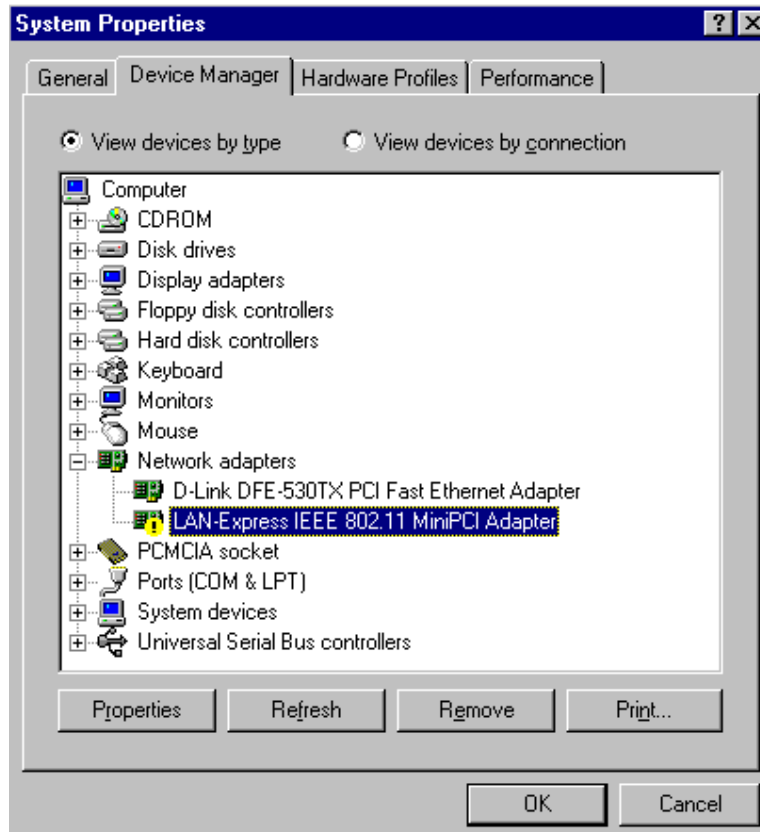 System Properties
General Device Manager Hardware Profiles Performance
View devices by type View devices by connection
Computer
CDROM
Disk drives
Display adapters
Floppy disk controllers
Hard disk controllers
Keyboard
Monitors
Mouse
Network adapters
D-Link DFE-530TX PCI Fast Ethernet Adapter
LAN-Express IEEE 802.11 MiniPCI Adapter
PCMCIA socket
Ports (COM & LPT)
System devices
Universal Serial Bus controllers
Properties Refresh Remove Print...
OK Cancel